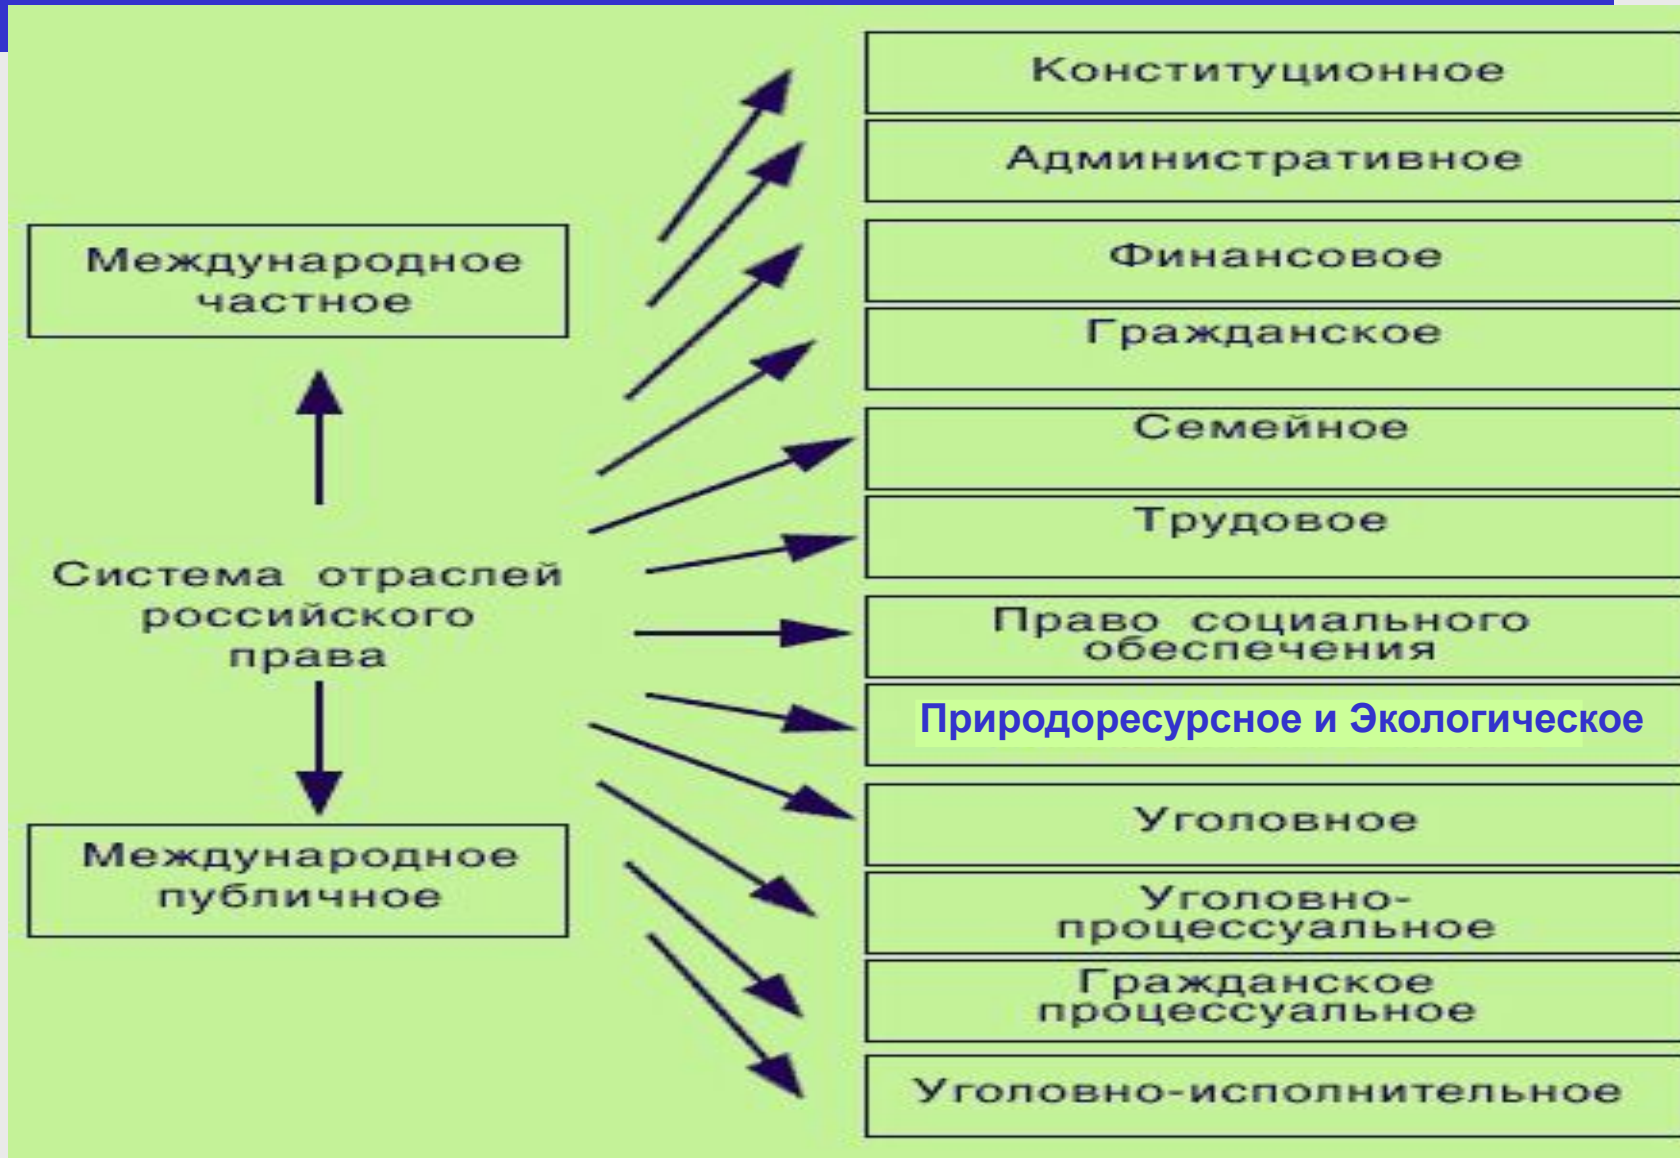 Международное
частное
Система отраслей
российского
права
Международное
публичное
Конституционное
Административное
Финансовое
Гражданское
Семейное
Трудовое
Право социального
обеспечения
Природоресурсное и Экологическое
Уголовное
Уголовно-
процессуальное
Гражданское
процессуальное
Уголовно-исполнительное